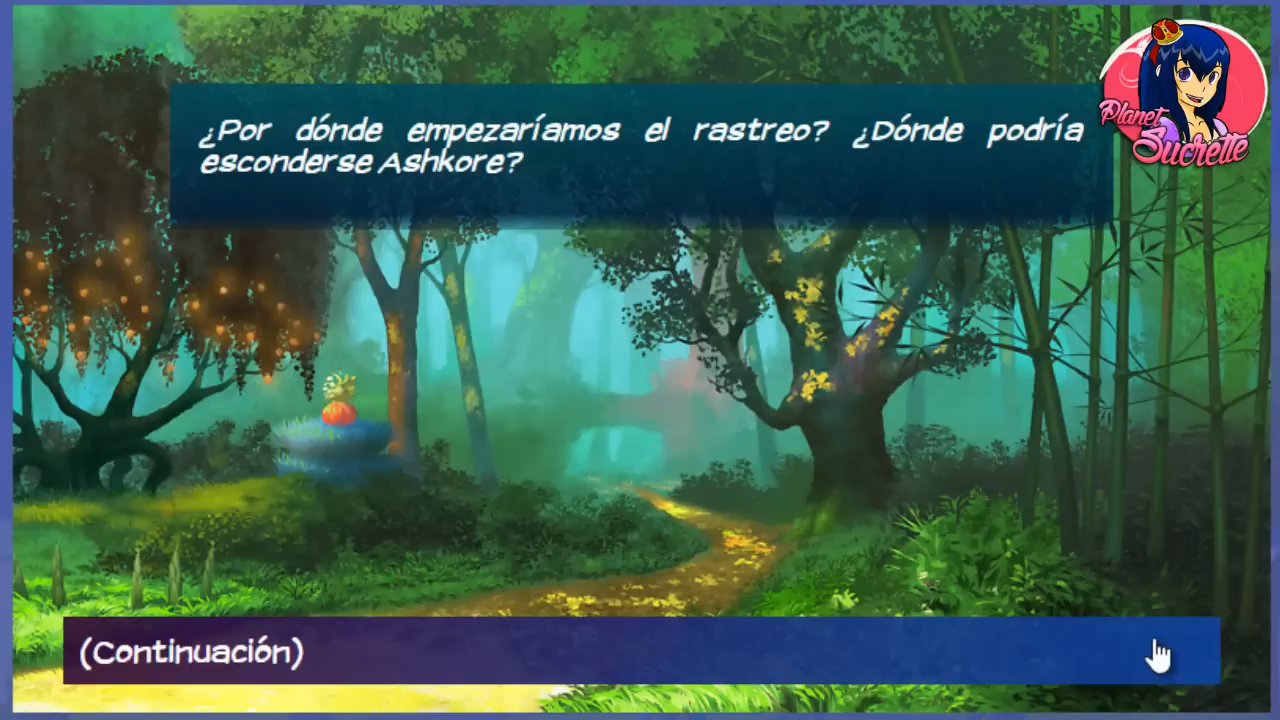 ¿Por dónde empezaríamos el rastreo? ¿Dónde podría
esconderse Ashkore?
Planet
Sucrette
(Continuación)